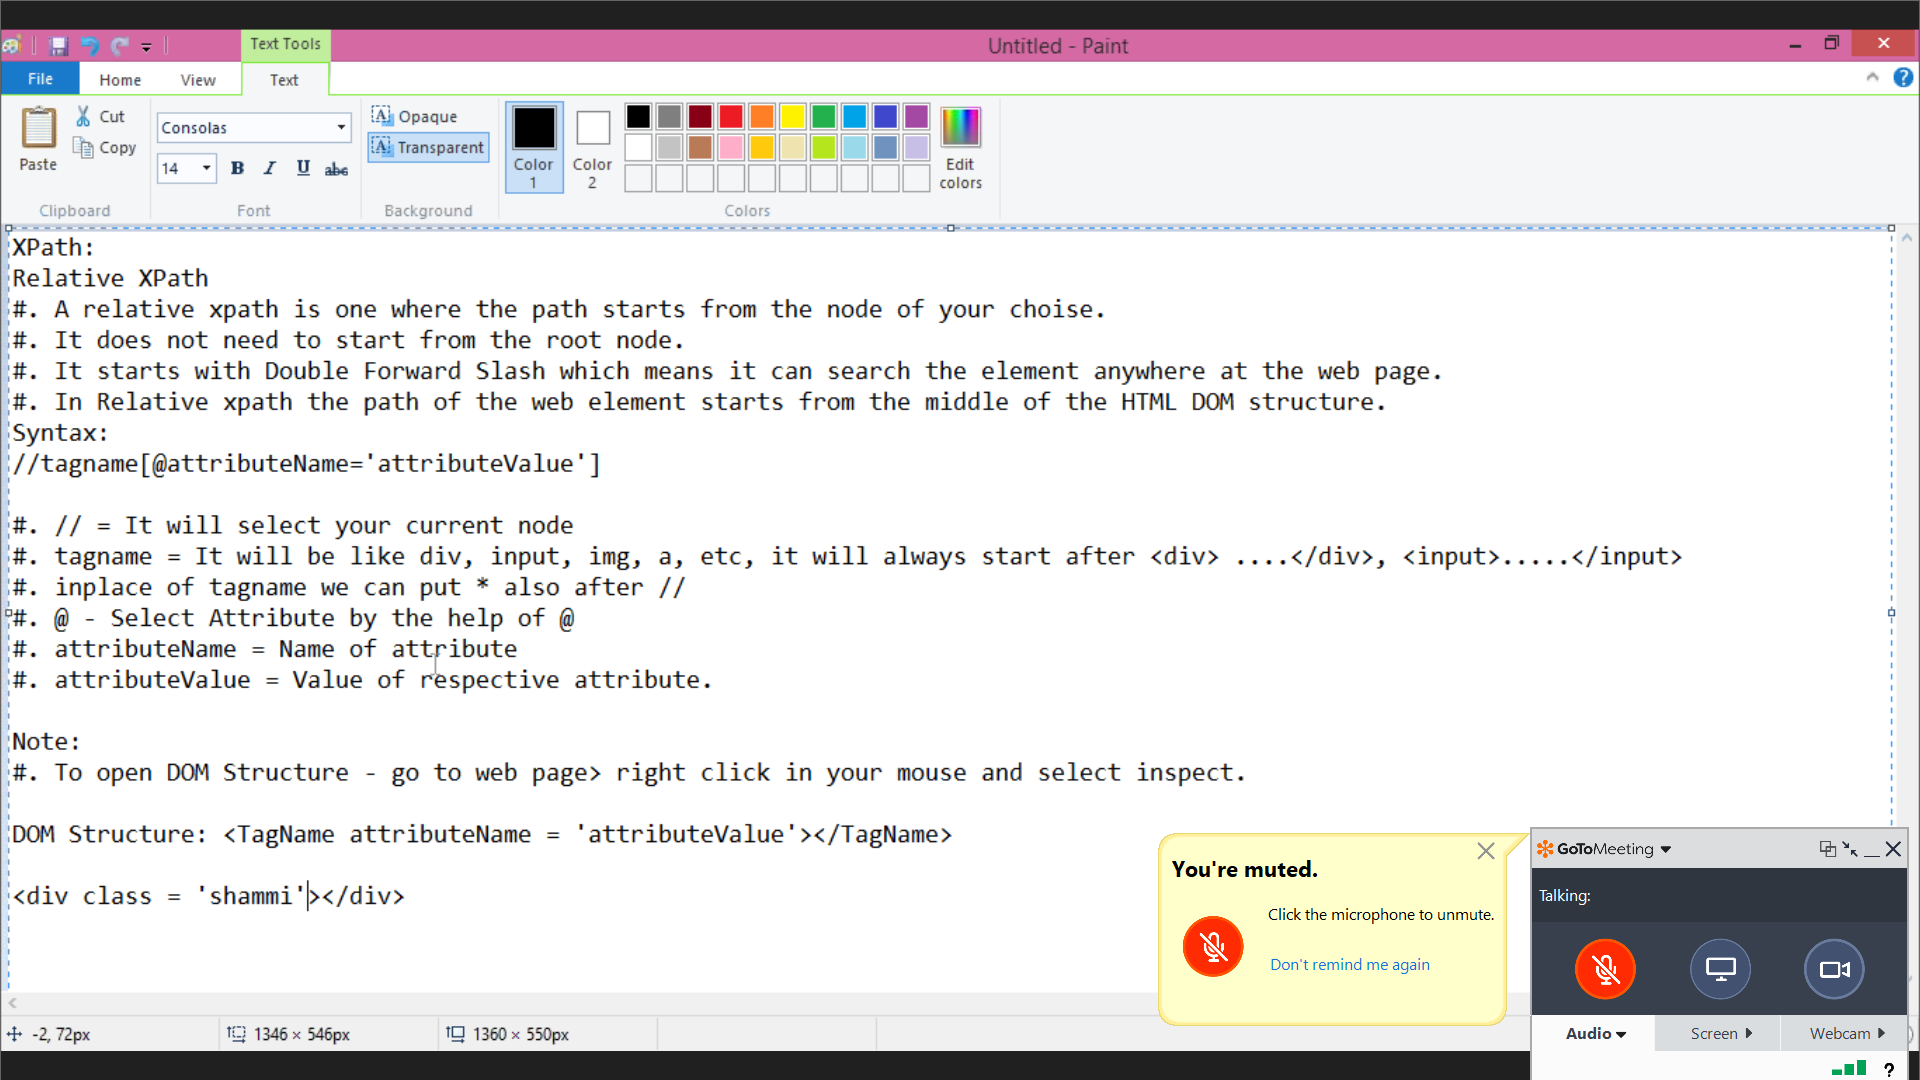 Text Tools
Untitled - Paint
File
Home
View
Text
Paste
Cut
Copy
Clipboard
Consolas
14
B I U abc
Font
Opaque
Transparent
Background
Color 1
Color 2
Edit colors
Colors
XPath:
Relative XPath
#. A relative xpath is one where the path starts from the node of your choise.
#. It does not need to start from the root node.
#. It starts with Double Forward Slash which means it can search the element anywhere at the web page.
#. In Relative xpath the path of the web element starts from the middle of the HTML DOM structure.
Syntax:
//tagname[@attributeName='attributeValue']
#. // = It will select your current node
#. tagname = It will be like div, input, img, a, etc, it will always start after <div> ....</div>, <input>.....</input>
#. inplace of tagname we can put * also after //
#. @ - Select Attribute by the help of @
#. attributeName = Name of attribute
#. attributeValue = Value of respective attribute.
Note:
#. To open DOM Structure - go to web page> right click in your mouse and select inspect.
DOM Structure: <TagName attributeName = 'attributeValue'></TagName>
<div class = 'shammi'></div>
You're muted.
Click the microphone to unmute.
Don't remind me again
GoToMeeting
Talking:
Audio
Screen
Webcam
?
-2, 72px
1346 × 546px
1360 × 550px